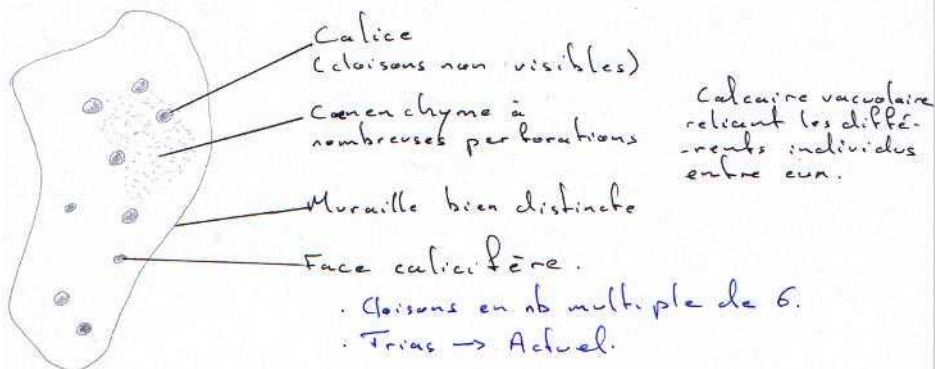 Calice
(cloisons non visibles)
Cœnenchyme à
nombreuses perforations
Calcaire vacuolaire
reliant les diffé-
-rents individus
entre eux.
Muraille bien distincte
Face calicifère.
. Cloisons en nb multiple de 6.
. Trias → Actuel.